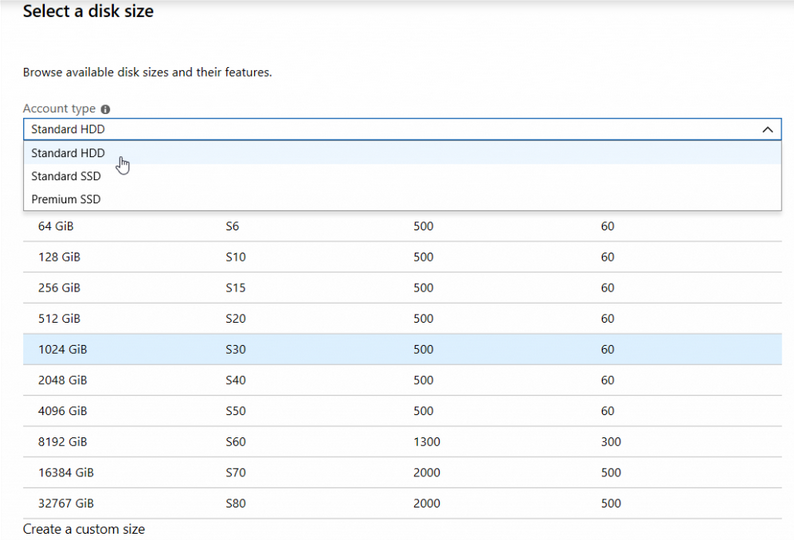 Select a disk size
Browse available disk sizes and their features.
Account type
Standard HDD
Standard HDD
Standard SSD
Premium SSD
64 GiB S6 500 60
128 GiB S10 500 60
256 GiB S15 500 60
512 GiB S20 500 60
1024 GiB S30 500 60
2048 GiB S40 500 60
4096 GiB S50 500 60
8192 GiB S60 1300 300
16384 GiB S70 2000 500
32767 GiB S80 2000 500
Create a custom size